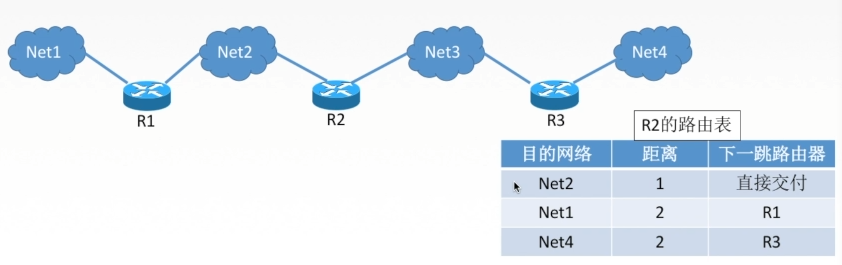 Net1 Net2 Net3 Net4
R1 R2 R3
R2的路由表
目的网络 距离 下一跳路由器
Net2 1 直接交付
Net1 2 R1
Net4 2 R3